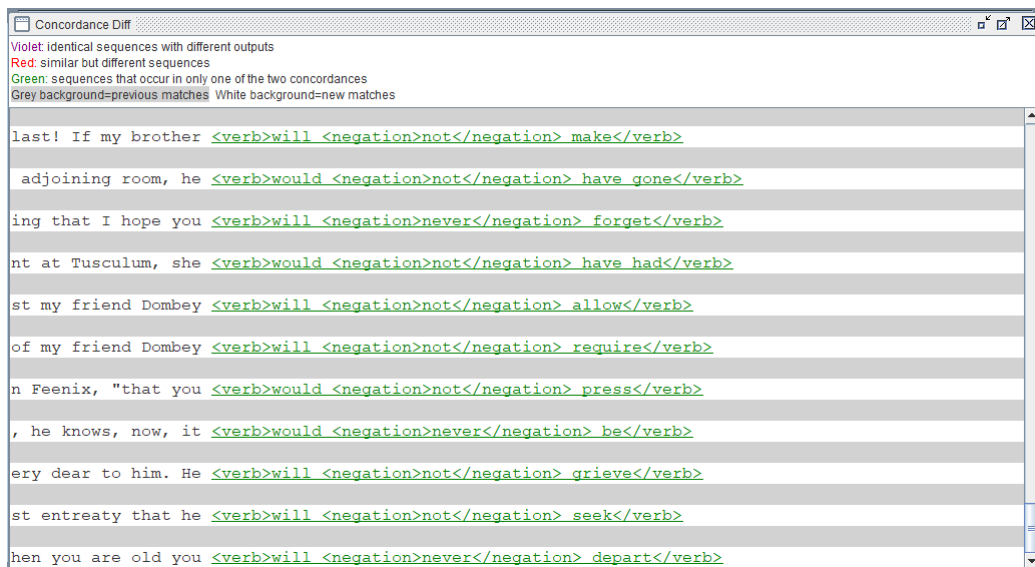 Concordance Diff
Violet: identical sequences with different outputs
Red: similar but different sequences
Green: sequences that occur in only one of the two concordances
Grey background=previous matches White background=new matches
last! If my brother <verb>will <negation>not</negation> make</verb>
adjoining room, he <verb>would <negation>not</negation> have gone</verb>
ing that I hope you <verb>will <negation>never</negation> forget</verb>
nt at Tusculum, she <verb>would <negation>not</negation> have had</verb>
st my friend Dombey <verb>will <negation>not</negation> allow</verb>
of my friend Dombey <verb>will <negation>not</negation> require</verb>
n Feenix, "that you <verb>would <negation>not</negation> press</verb>
, he knows, now, it <verb>would <negation>never</negation> be</verb>
ery dear to him. He <verb>will <negation>not</negation> grieve</verb>
st entreaty that he <verb>will <negation>not</negation> seek</verb>
hen you are old you <verb>will <negation>never</negation> depart</verb>